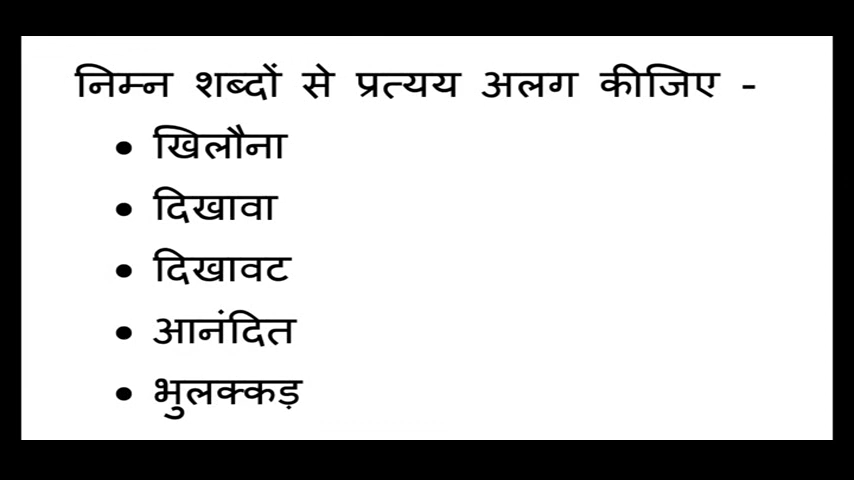 निम्न शब्दों से प्रत्यय अलग कीजिए -
• खिलौना
• दिखावा
• दिखावट
• आनंदित
• भुलक्कड़